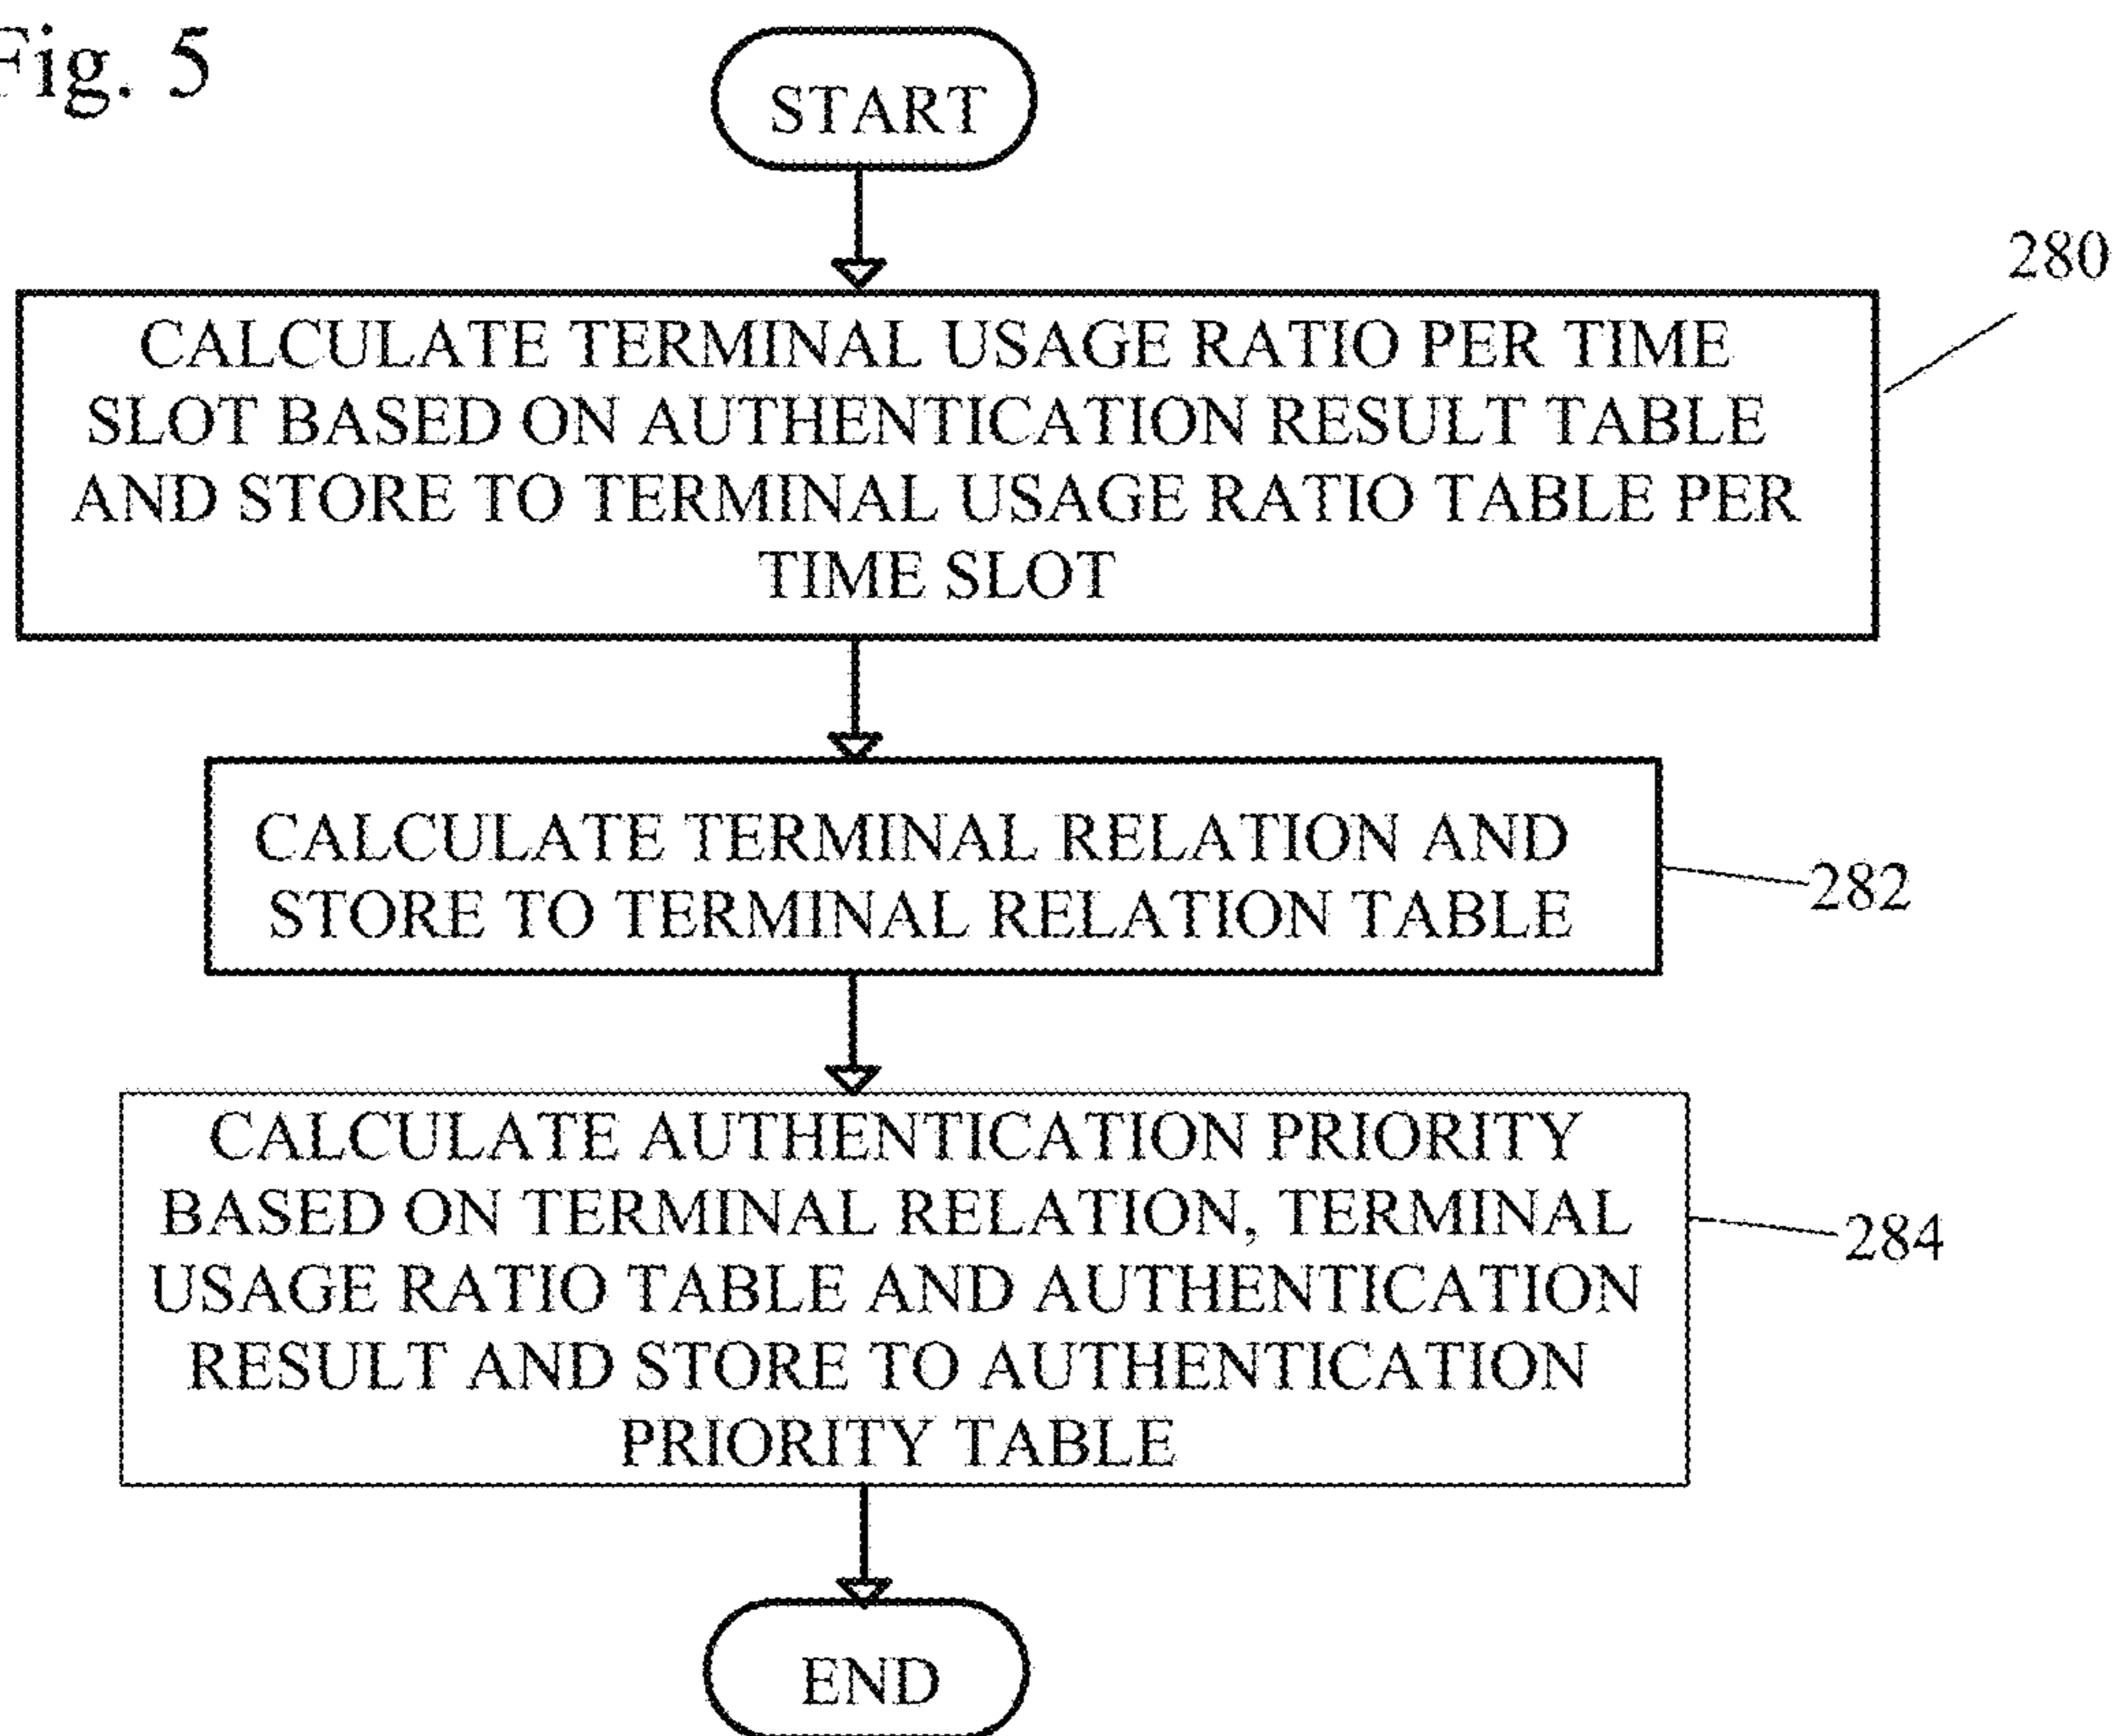 Fig. 5
START
280
CALCULATE TERMINAL USAGE RATIO PER TIME
SLOT BASED ON AUTHENTICATION RESULT TABLE
AND STORE TO TERMINAL USAGE RATIO TABLE PER
TIME SLOT
CALCULATE TERMINAL RELATION AND
STORE TO TERMINAL RELATION TABLE
282
CALCULATE AUTHENTICATION PRIORITY
BASED ON TERMINAL RELATION, TERMINAL
USAGE RATIO TABLE AND AUTHENTICATION
RESULT AND STORE TO AUTHENTICATION
PRIORITY TABLE
284
END